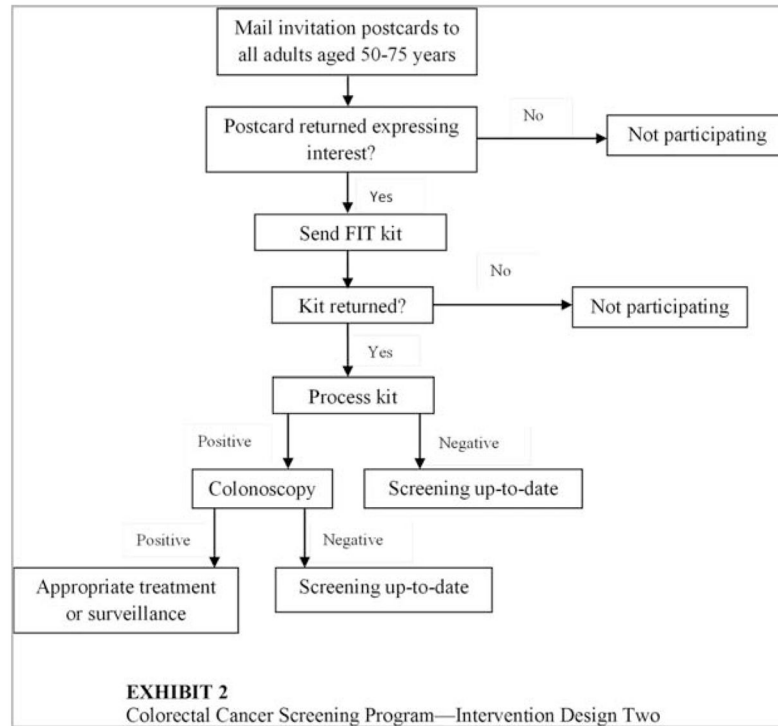 Mail invitation postcards to
all adults aged 50-75 years
Postcard returned expressing
interest?
No
Not participating
Yes
Send FIT kit
No
Kit returned?
Not participating
Yes
Process kit
Positive
Negative
Colonoscopy
Screening up-to-date
Positive
Negative
Appropriate treatment
or surveillance
Screening up-to-date
EXHIBIT 2
Colorectal Cancer Screening Program—Intervention Design Two